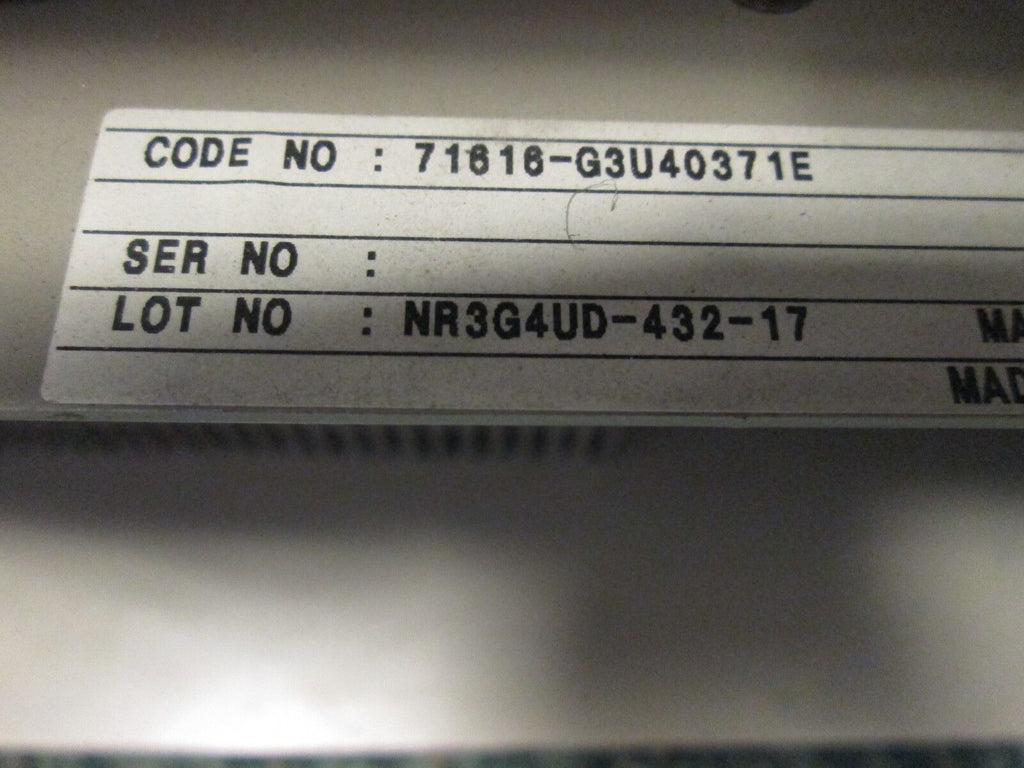 CODE NO : 71616-G3U40371E
SER NO :
LOT NO : NR3G4UD-432-17